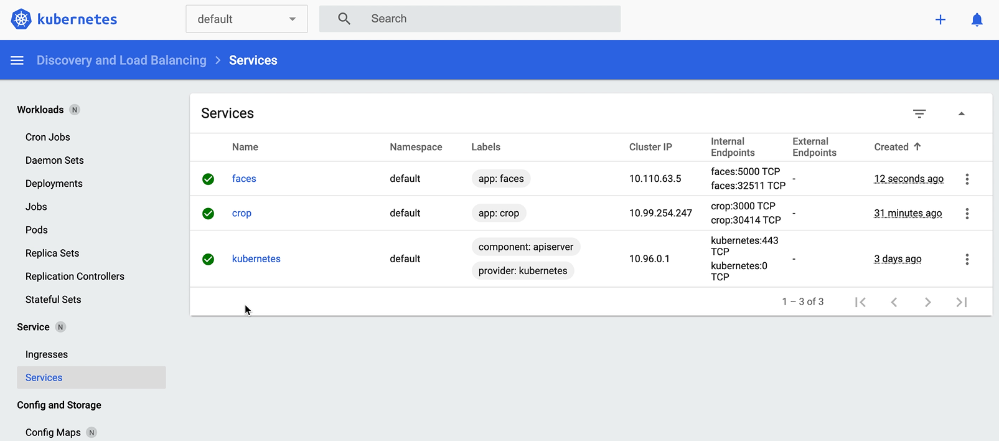 kubernetes
default
Search
Discovery and Load Balancing > Services
Workloads N
Cron Jobs
Daemon Sets
Deployments
Jobs
Pods
Replica Sets
Replication Controllers
Stateful Sets
Service N
Ingresses
Services
Config and Storage
Config Maps N
Services
Name Namespace Labels Cluster IP Internal Endpoints External Endpoints Created
faces default app: faces 10.110.63.5 faces:5000 TCP - 12 seconds ago
faces:32511 TCP
crop default app: crop 10.99.254.247 crop:3000 TCP - 31 minutes ago
crop:30414 TCP
kubernetes default component: apiserver 10.96.0.1 kubernetes:443 TCP - 3 days ago
provider: kubernetes kubernetes:0 TCP
1 – 3 of 3